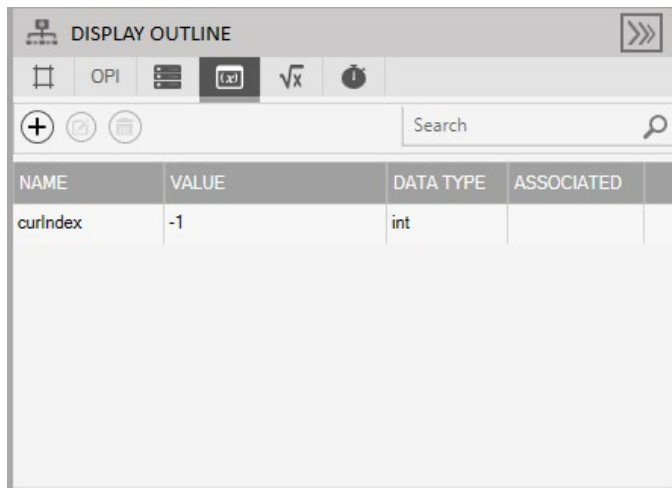 DISPLAY OUTLINE
OPI (x) √x
Search
NAME VALUE DATA TYPE ASSOCIATED
curIndex -1 int